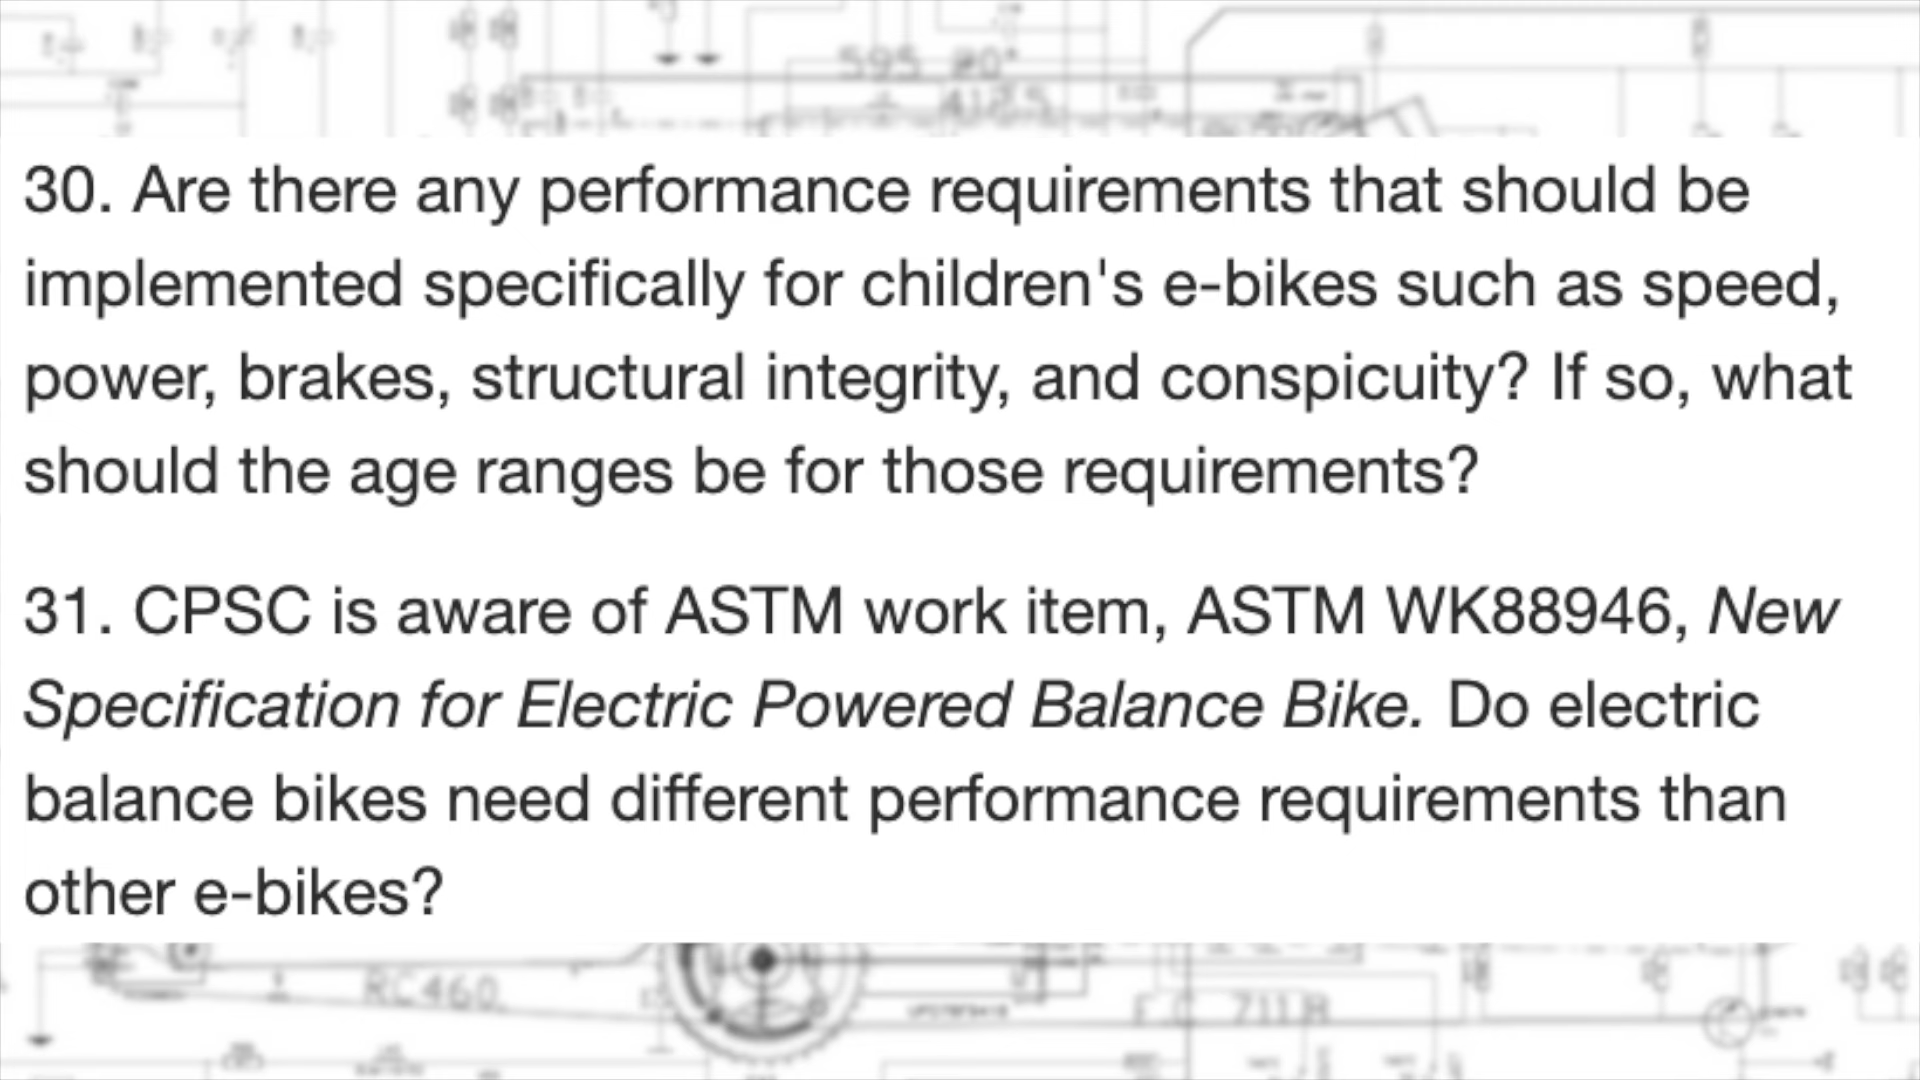 595 20°
30. Are there any performance requirements that should be
implemented specifically for children's e-bikes such as speed,
power, brakes, structural integrity, and conspicuity? If so, what
should the age ranges be for those requirements?
31. CPSC is aware of ASTM work item, ASTM WK88946, New
Specification for Electric Powered Balance Bike. Do electric
balance bikes need different performance requirements than
other e-bikes?
RC460